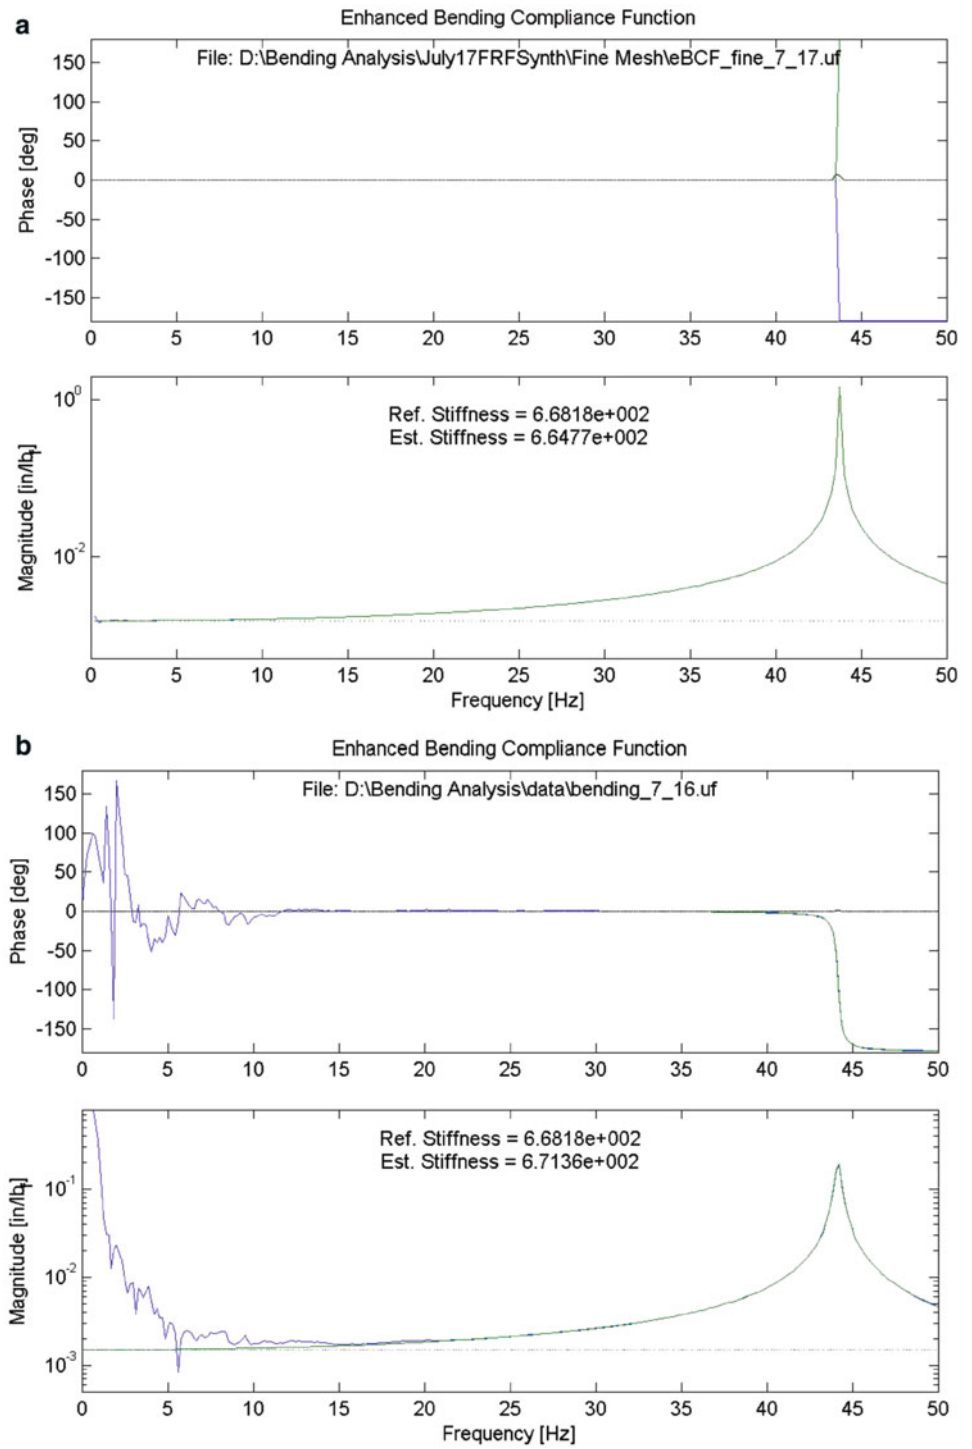 a
Enhanced Bending Compliance Function
File: D:\Bending Analysis\July17FRFSynth\Fine Mesh\eBCF_fine_7_17.uf
Phase [deg]
150
100
50
0
-50
-100
-150
0 5 10 15 20 25 30 35 40 45 50
Ref. Stiffness = 6.6818e+002
Est. Stiffness = 6.6477e+002
Magnitude [in/lbf]
10^0
10^-2
0 5 10 15 20 25 30 35 40 45 50
Frequency [Hz]
b
Enhanced Bending Compliance Function
File: D:\Bending Analysis\data\bending_7_16.uf
Phase [deg]
150
100
50
0
-50
-100
-150
0 5 10 15 20 25 30 35 40 45 50
Ref. Stiffness = 6.6818e+002
Est. Stiffness = 6.7136e+002
Magnitude [in/lbf]
10^-1
10^-2
10^-3
0 5 10 15 20 25 30 35 40 45 50
Frequency [Hz]